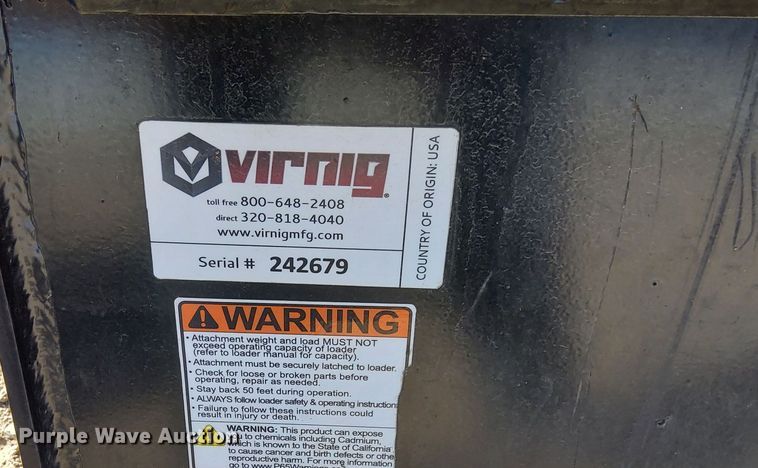 virnig®
toll free 800-648-2408
direct 320-818-4040
www.virnigmfg.com
Serial # 242679
COUNTRY OF ORIGIN: USA
WARNING
• Attachment weight and load MUST NOT
exceed operating capacity of loader
(refer to loader manual for capacity).
• Attachment must be securely latched to loader.
• Check for loose or broken parts before
operating, repair as needed.
• Stay back 50 feet during operation.
• ALWAYS follow loader safety & operating instructions
• Failure to follow these instructions could
result in injury or death.
WARNING: This product can expose
you to chemicals including Cadmium,
which is known to the State of California
to cause cancer and birth defects or other
reproductive harm. For more information
go to www.P65Warnings
Purple Wave Auction